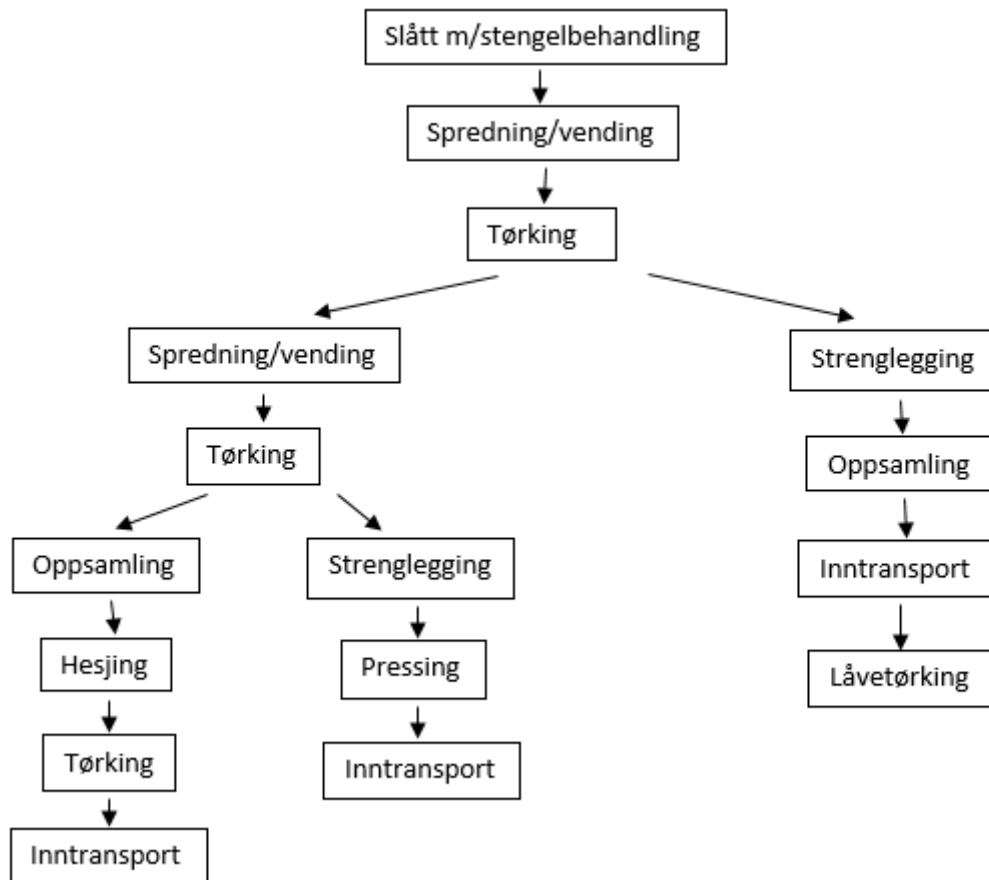 Slått m/stengelbehandling
Spredning/vending
Tørking
Spredning/vending
Strenglegging
Tørking
Oppsamling
Oppsamling
Strenglegging
Inntransport
Hesjing
Pressing
Låvetørking
Tørking
Inntransport
Inntransport